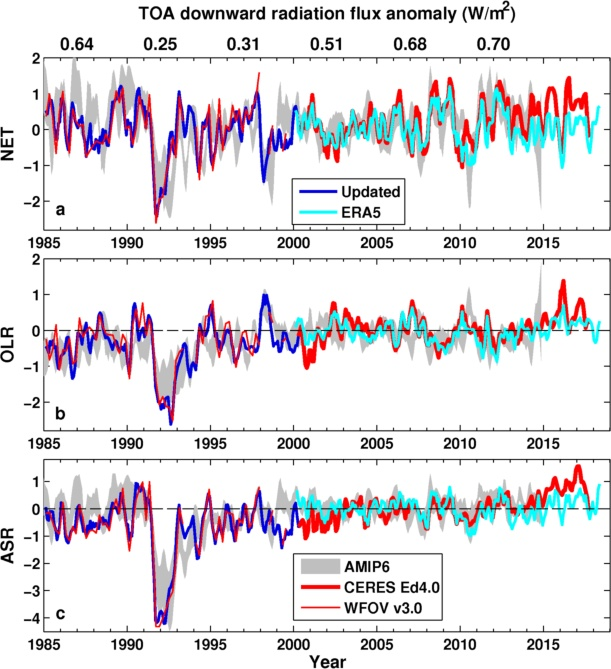 TOA downward radiation flux anomaly (W/m²)
0.64 0.25 0.31 0.51 0.68 0.70
2
1
0
−1
−2
NET
a
Updated
ERA5
1985 1990 1995 2000 2005 2010 2015
2
1
0
−1
−2
OLR
b
1985 1990 1995 2000 2005 2010 2015
1
0
−1
−2
−3
−4
ASR
c
AMIP6
CERES Ed4.0
WFOV v3.0
1985 1990 1995 2000 2005 2010 2015
Year